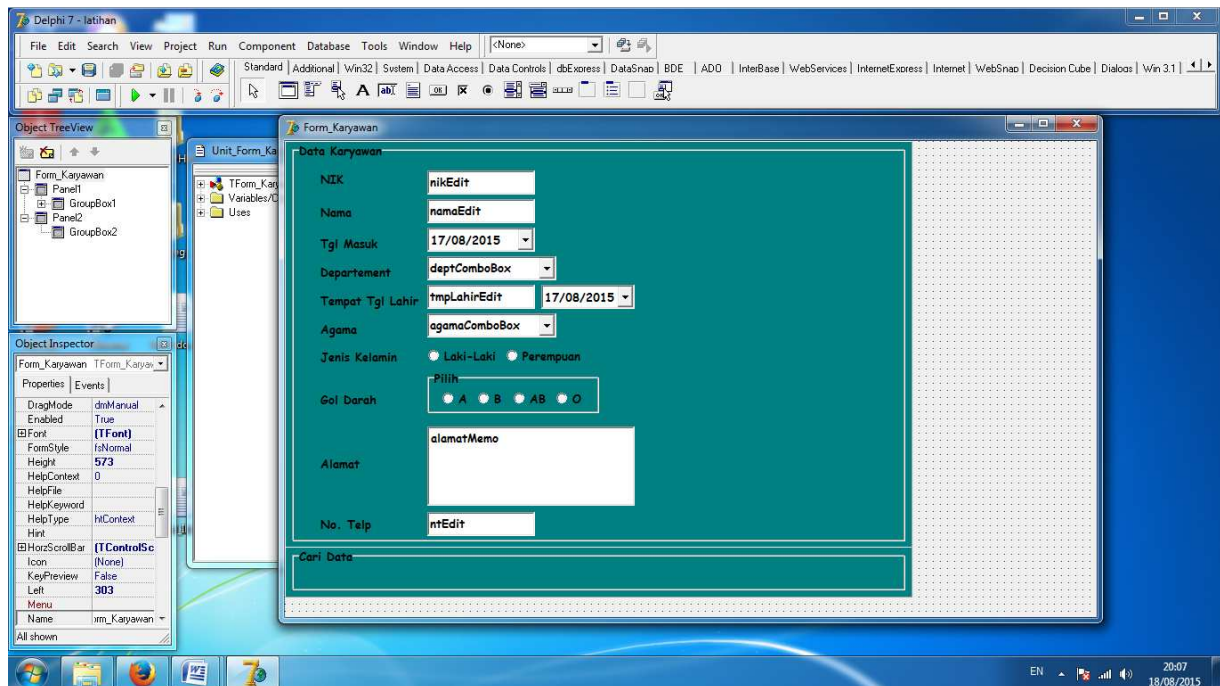 Delphi 7 - latihan
File Edit Search View Project Run Component Database Tools Window Help <None>
Standard Additional Win32 System Data Access Data Controls dbExpress DataSnap BDE ADO InterBase WebServices InternetExpress Internet WebSnap Decision Cube Dialogs Win 3.1
Object TreeView
Form_Karyawan
Panel1
GroupBox1
Panel2
GroupBox2
Unit_Form_Ka
TForm_Kary
Variables/C
Uses
Object Inspector
Form_Karyawan TForm_Karyaw
Properties Events
DragMode dmManual
Enabled True
Font (TFont)
FormStyle fsNormal
Height 573
HelpContext 0
HelpFile
HelpKeyword
HelpType htContext
Hint
HorzScrollBar (TControlSc
Icon (None)
KeyPreview False
Left 303
Menu
Name orm_Karyawan
All shown
Form_Karyawan
Data Karyawan
NIK nikEdit
Nama namaEdit
Tgl Masuk 17/08/2015
Departement deptComboBox
Tempat Tgl Lahir tmpLahirEdit 17/08/2015
Agama agamaComboBox
Jenis Kelamin Laki-Laki Perempuan
Pilih
Gol Darah A B AB O
alamatMemo
Alamat
No. Telp ntEdit
Cari Data
EN 20:07
18/08/2015